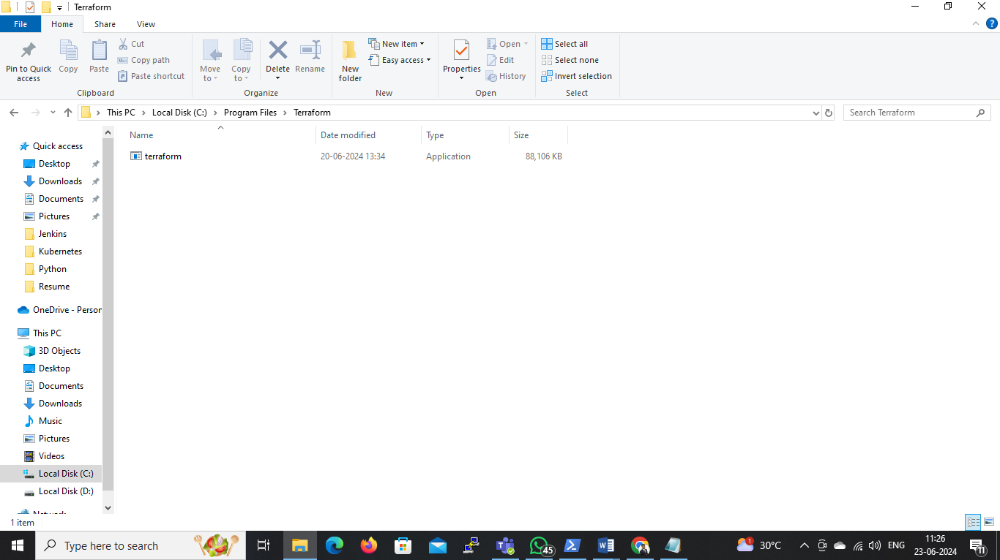 Terraform
File Home Share View
Pin to Quick access
Copy
Paste
Cut
Copy path
Paste shortcut
Clipboard
Move to
Copy to
Delete
Rename
Organize
New folder
New item
Easy access
New
Properties
Open
Edit
History
Open
Select all
Select none
Invert selection
Select
This PC > Local Disk (C:) > Program Files > Terraform
Search Terraform
Name Date modified Type Size
terraform 20-06-2024 13:34 Application 88,106 KB
Quick access
Desktop
Downloads
Documents
Pictures
Jenkins
Kubernetes
Python
Resume
OneDrive - Person
This PC
3D Objects
Desktop
Documents
Downloads
Music
Pictures
Videos
Local Disk (C:)
Local Disk (D:)
Network
1 item
Type here to search
45
1
30°C
ENG
11:26
23-06-2024
11